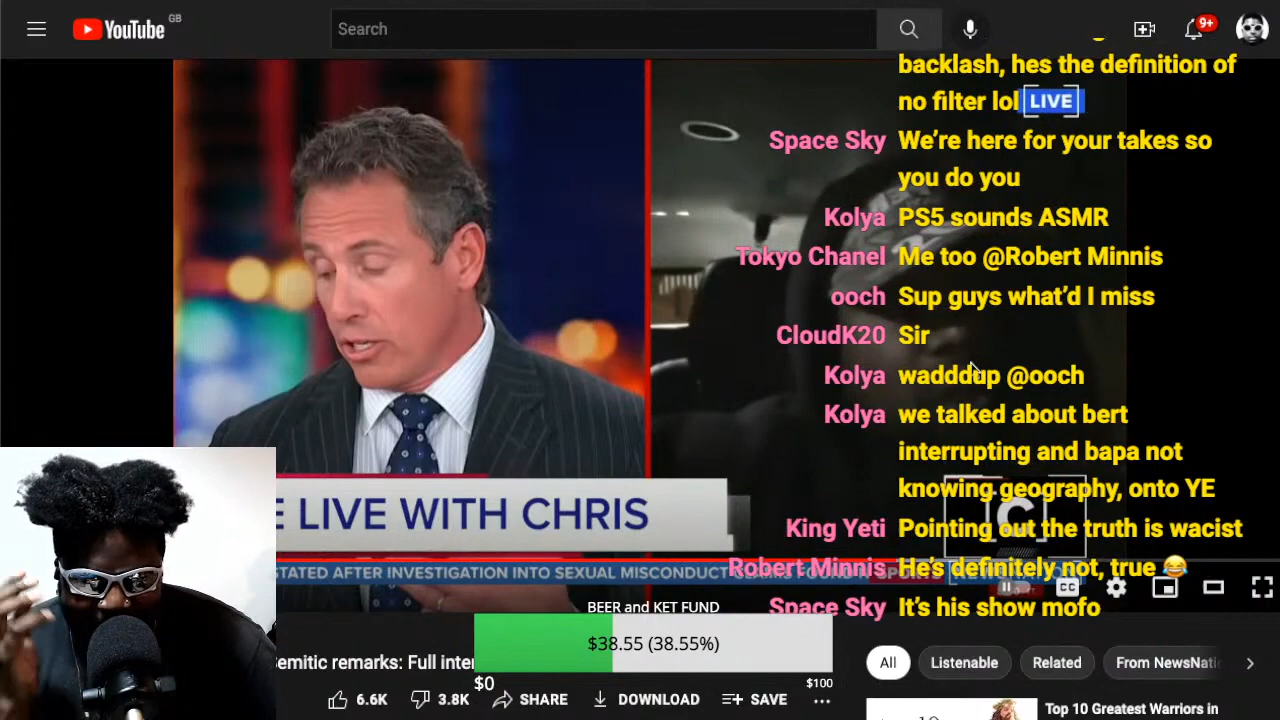 YouTube GB
Search
9+
backlash, hes the definition of
no filter lol LIVE
Space Sky We’re here for your takes so
you do you
Kolya PS5 sounds ASMR
Tokyo Chanel Me too @Robert Minnis
ooch Sup guys what’d I miss
CloudK20 Sir
Kolya wadddup @ooch
Kolya we talked about bert
interrupting and bapa not
knowing geography, onto YE
King Yeti Pointing out the truth is wacist
Robert Minnis He’s definitely not, true 😂
Space Sky It’s his show mofo
E LIVE WITH CHRIS
C
STATED AFTER INVESTIGATION INTO SEXUAL MISCONDUCT
CC
BEER and KET FUND
$38.55 (38.55%)
$0
$100
emitic remarks: Full inter
6.6K 3.8K SHARE DOWNLOAD SAVE
All Listenable Related From NewsNati
Top 10 Greatest Warriors in